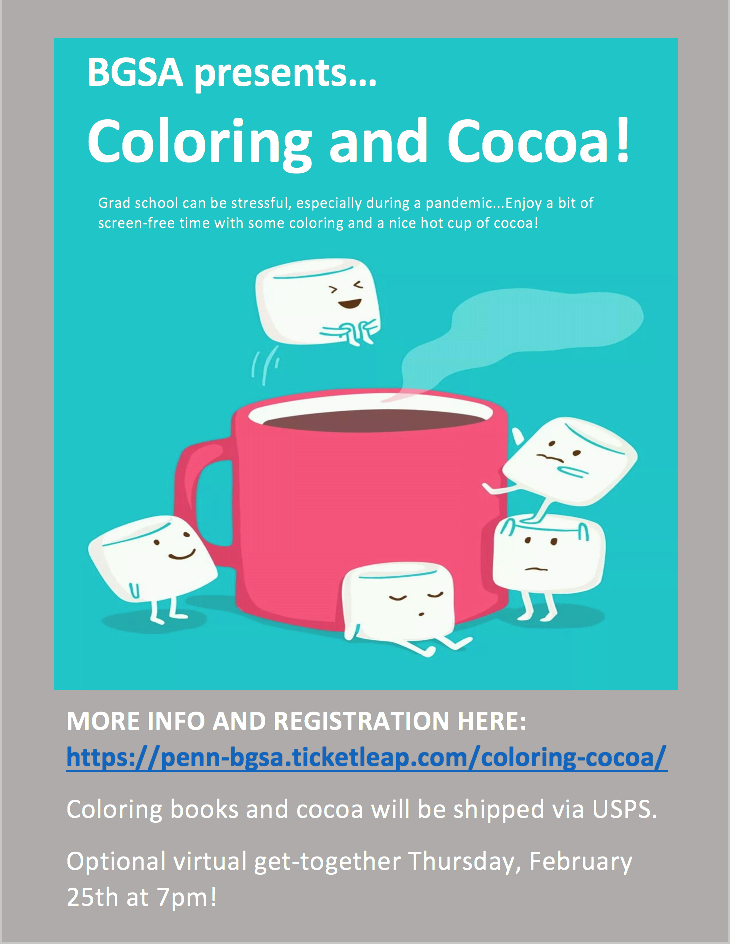 BGSA presents...
Coloring and Cocoa!
Grad school can be stressful, especially during a pandemic...Enjoy a bit of
screen-free time with some coloring and a nice hot cup of cocoa!
MORE INFO AND REGISTRATION HERE:
https://penn-bgsa.ticketleap.com/coloring-cocoa/
Coloring books and cocoa will be shipped via USPS.
Optional virtual get-together Thursday, February
25th at 7pm!